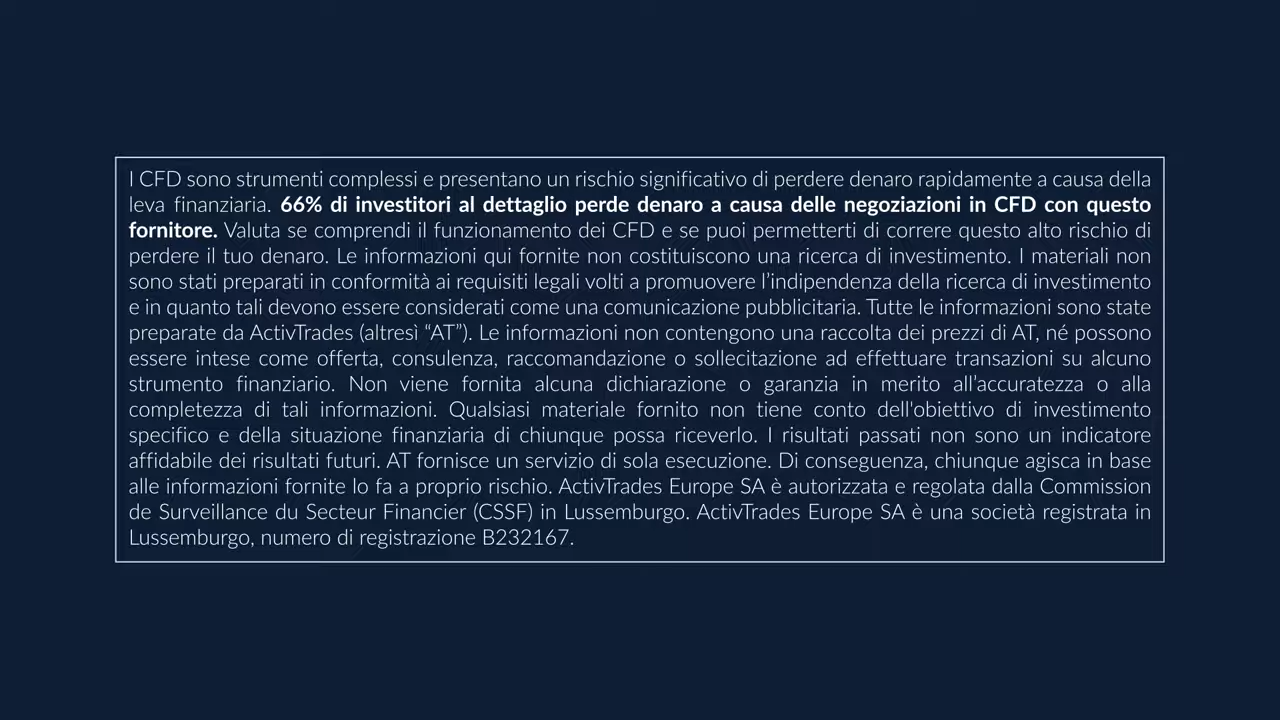 I CFD sono strumenti complessi e presentano un rischio significativo di perdere denaro rapidamente a causa della
leva finanziaria. 66% di investitori al dettaglio perde denaro a causa delle negoziazioni in CFD con questo
fornitore. Valuta se comprendi il funzionamento dei CFD e se puoi permetterti di correre questo alto rischio di
perdere il tuo denaro. Le informazioni qui fornite non costituiscono una ricerca di investimento. I materiali non
sono stati preparati in conformità ai requisiti legali volti a promuovere l’indipendenza della ricerca di investimento
e in quanto tali devono essere considerati come una comunicazione pubblicitaria. Tutte le informazioni sono state
preparate da ActivTrades (altresì “AT”). Le informazioni non contengono una raccolta dei prezzi di AT, né possono
essere intese come offerta, consulenza, raccomandazione o sollecitazione ad effettuare transazioni su alcuno
strumento finanziario. Non viene fornita alcuna dichiarazione o garanzia in merito all’accuratezza o alla
completezza di tali informazioni. Qualsiasi materiale fornito non tiene conto dell'obiettivo di investimento
specifico e della situazione finanziaria di chiunque possa riceverlo. I risultati passati non sono un indicatore
affidabile dei risultati futuri. AT fornisce un servizio di sola esecuzione. Di conseguenza, chiunque agisca in base
alle informazioni fornite lo fa a proprio rischio. ActivTrades Europe SA è autorizzata e regolata dalla Commission
de Surveillance du Secteur Financier (CSSF) in Lussemburgo. ActivTrades Europe SA è una società registrata in
Lussemburgo, numero di registrazione B232167.